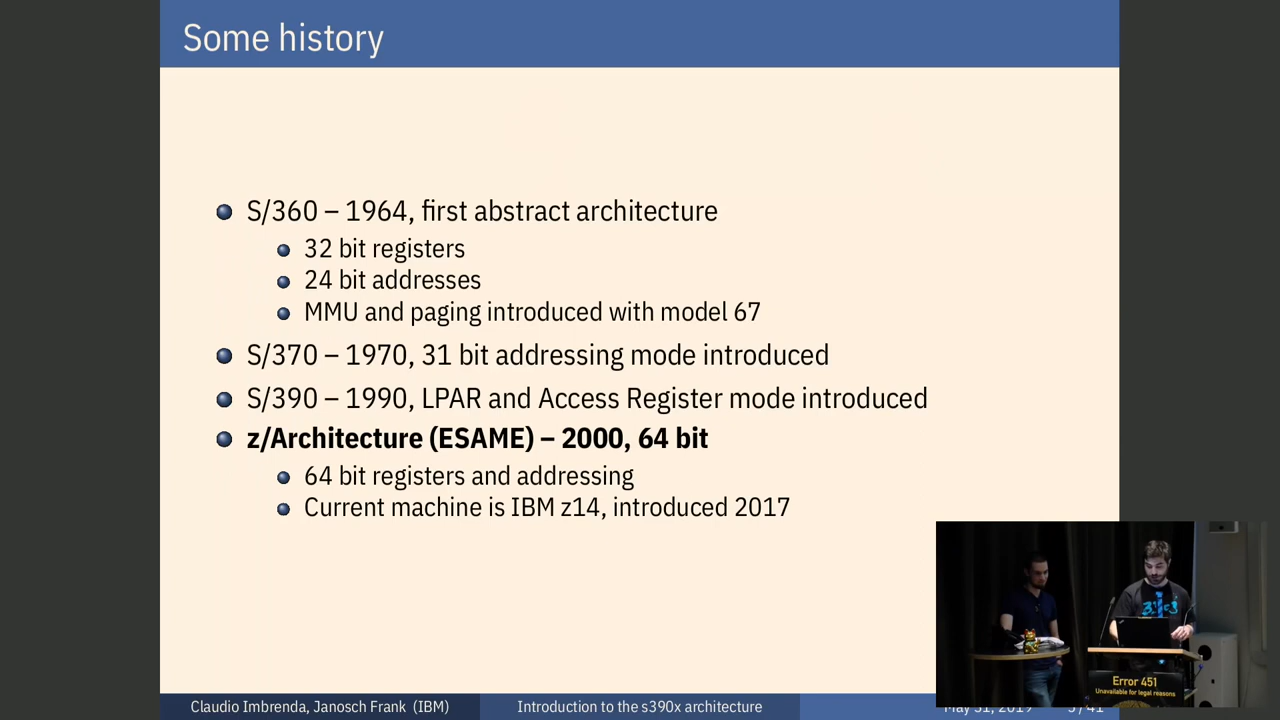 Some history
S/360 – 1964, first abstract architecture
32 bit registers
24 bit addresses
MMU and paging introduced with model 67
S/370 – 1970, 31 bit addressing mode introduced
S/390 – 1990, LPAR and Access Register mode introduced
z/Architecture (ESAME) – 2000, 64 bit
64 bit registers and addressing
Current machine is IBM z14, introduced 2017
Error 451
Unavailable for legal reasons
Claudio Imbrenda, Janosch Frank (IBM) Introduction to the s390x architecture May 31, 2019